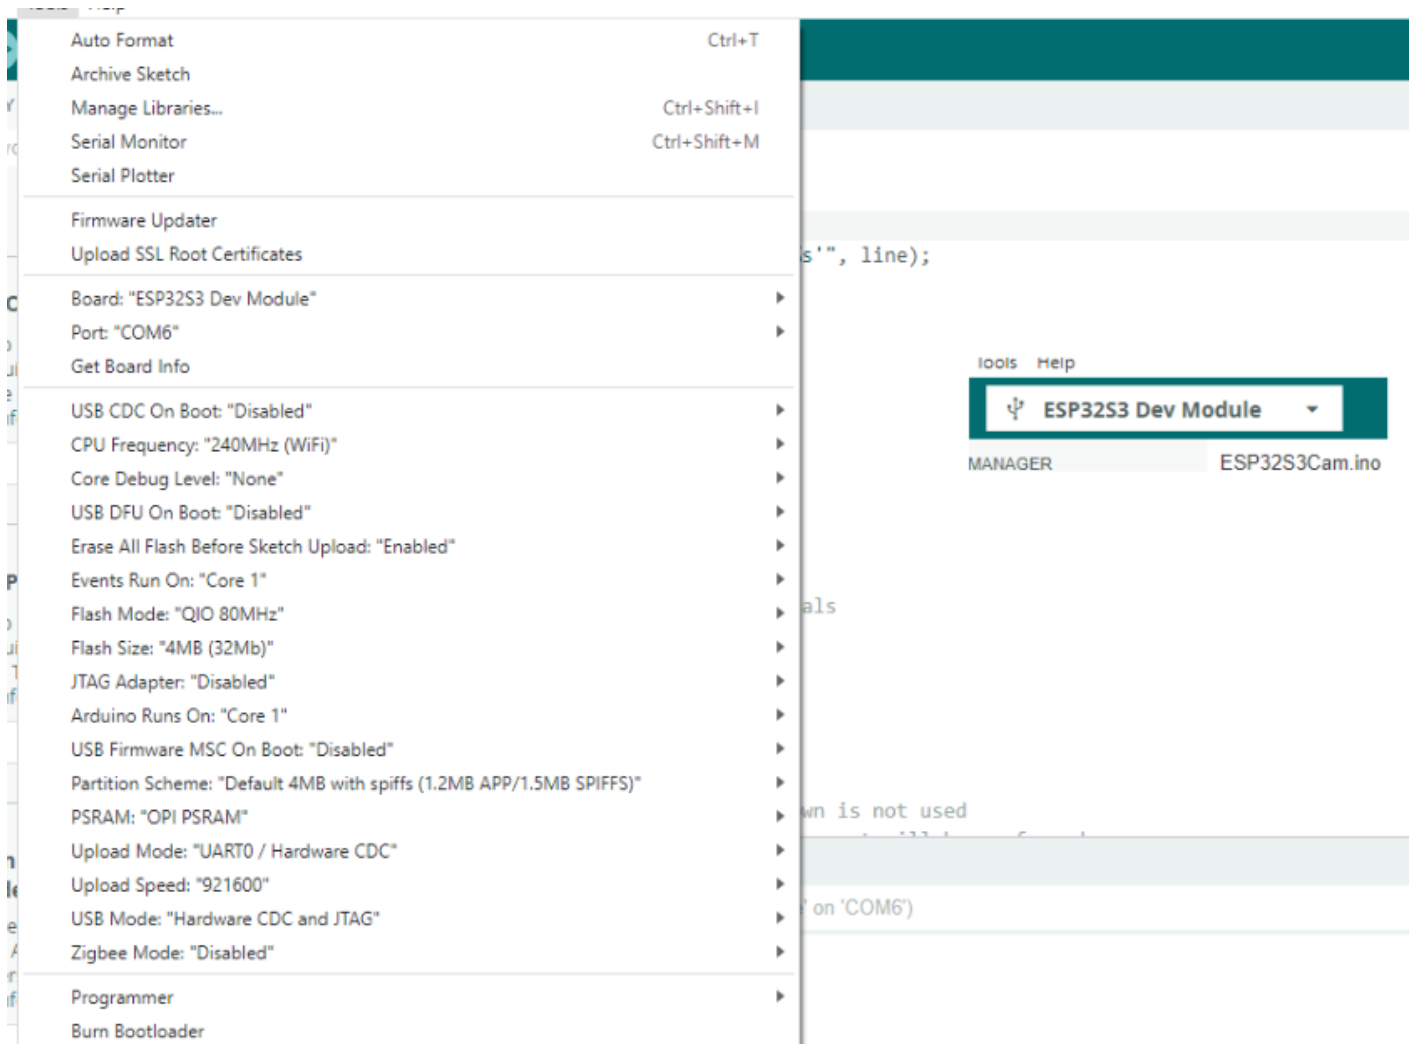 Tools Help
Auto Format Ctrl+T
Archive Sketch
Manage Libraries... Ctrl+Shift+I
Serial Monitor Ctrl+Shift+M
Serial Plotter
Firmware Updater
Upload SSL Root Certificates
s'", line);
Board: "ESP32S3 Dev Module"
Port: "COM6"
Get Board Info
Tools Help
ESP32S3 Dev Module
MANAGER ESP32S3Cam.ino
USB CDC On Boot: "Disabled"
CPU Frequency: "240MHz (WiFi)"
Core Debug Level: "None"
USB DFU On Boot: "Disabled"
Erase All Flash Before Sketch Upload: "Enabled"
Events Run On: "Core 1"
Flash Mode: "QIO 80MHz"
als
Flash Size: "4MB (32Mb)"
JTAG Adapter: "Disabled"
Arduino Runs On: "Core 1"
USB Firmware MSC On Boot: "Disabled"
Partition Scheme: "Default 4MB with spiffs (1.2MB APP/1.5MB SPIFFS)"
PSRAM: "OPI PSRAM"
wn is not used
Upload Mode: "UART0 / Hardware CDC"
Upload Speed: "921600"
USB Mode: "Hardware CDC and JTAG"
' on 'COM6')
Zigbee Mode: "Disabled"
Programmer
Burn Bootloader